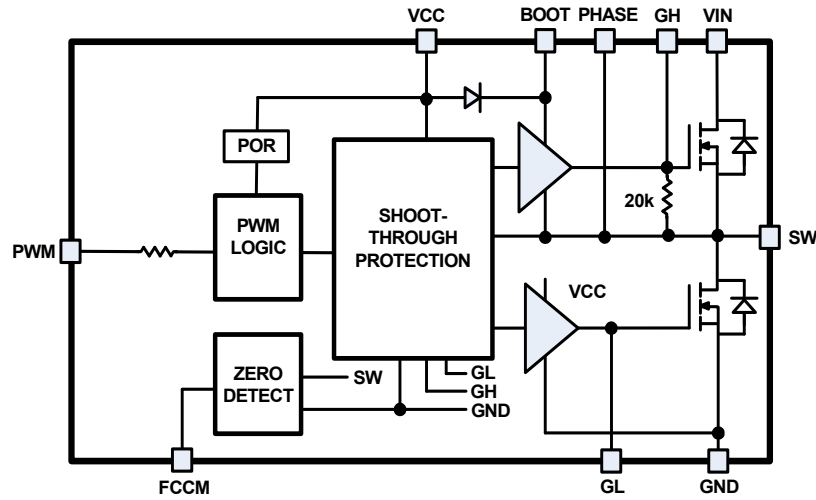 VCC BOOT PHASE GH VIN
POR
PWM
LOGIC
SHOOT-
THROUGH
PROTECTION
20k
PWM
SW
VCC
ZERO
DETECT
SW
GL
GH
GND
FCCM
GL
GND